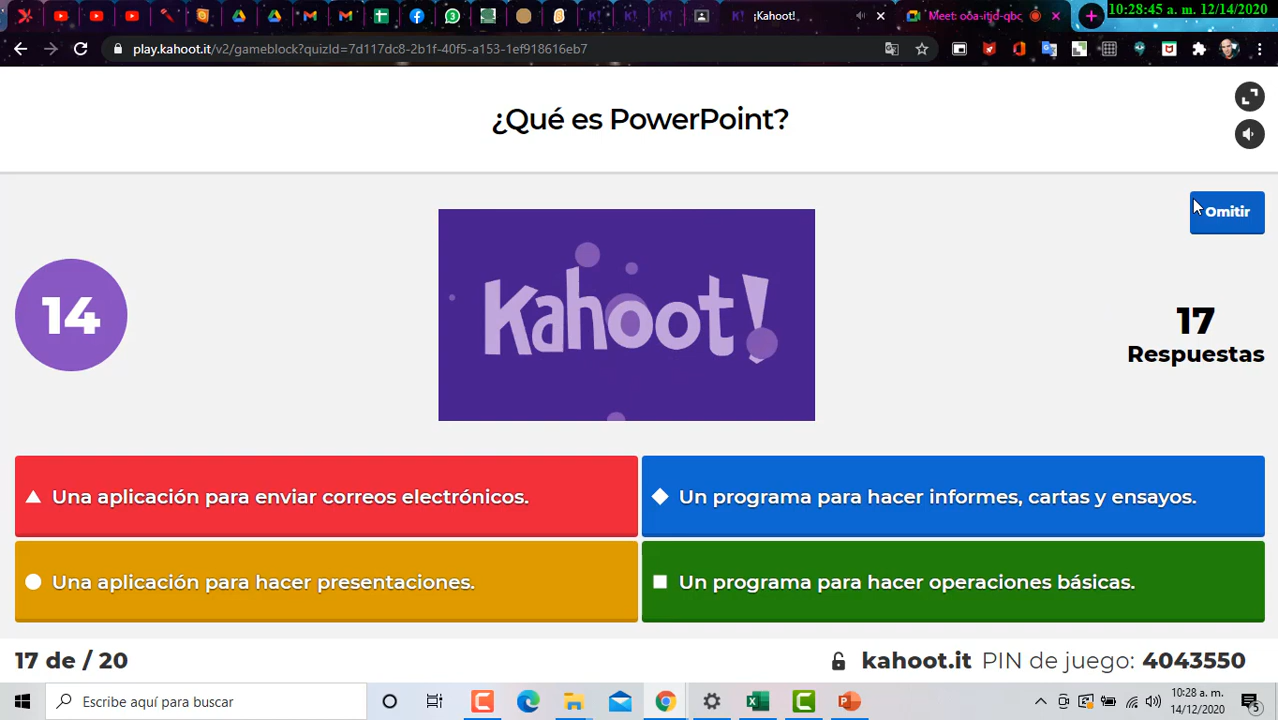 ¡Kahoot!
Meet: ooa-itjd-qbc
10:28:45 a. m. 12/14/2020
play.kahoot.it/v2/gameblock?quizId=7d117dc8-2b1f-40f5-a153-1ef918616eb7
¿Qué es PowerPoint?
Omitir
14
Kahoot!
17
Respuestas
Una aplicación para enviar correos electrónicos.
Un programa para hacer informes, cartas y ensayos.
Una aplicación para hacer presentaciones.
Un programa para hacer operaciones básicas.
17 de / 20
kahoot.it PIN de juego: 4043550
Escribe aquí para buscar
10:28 a. m.
14/12/2020
5